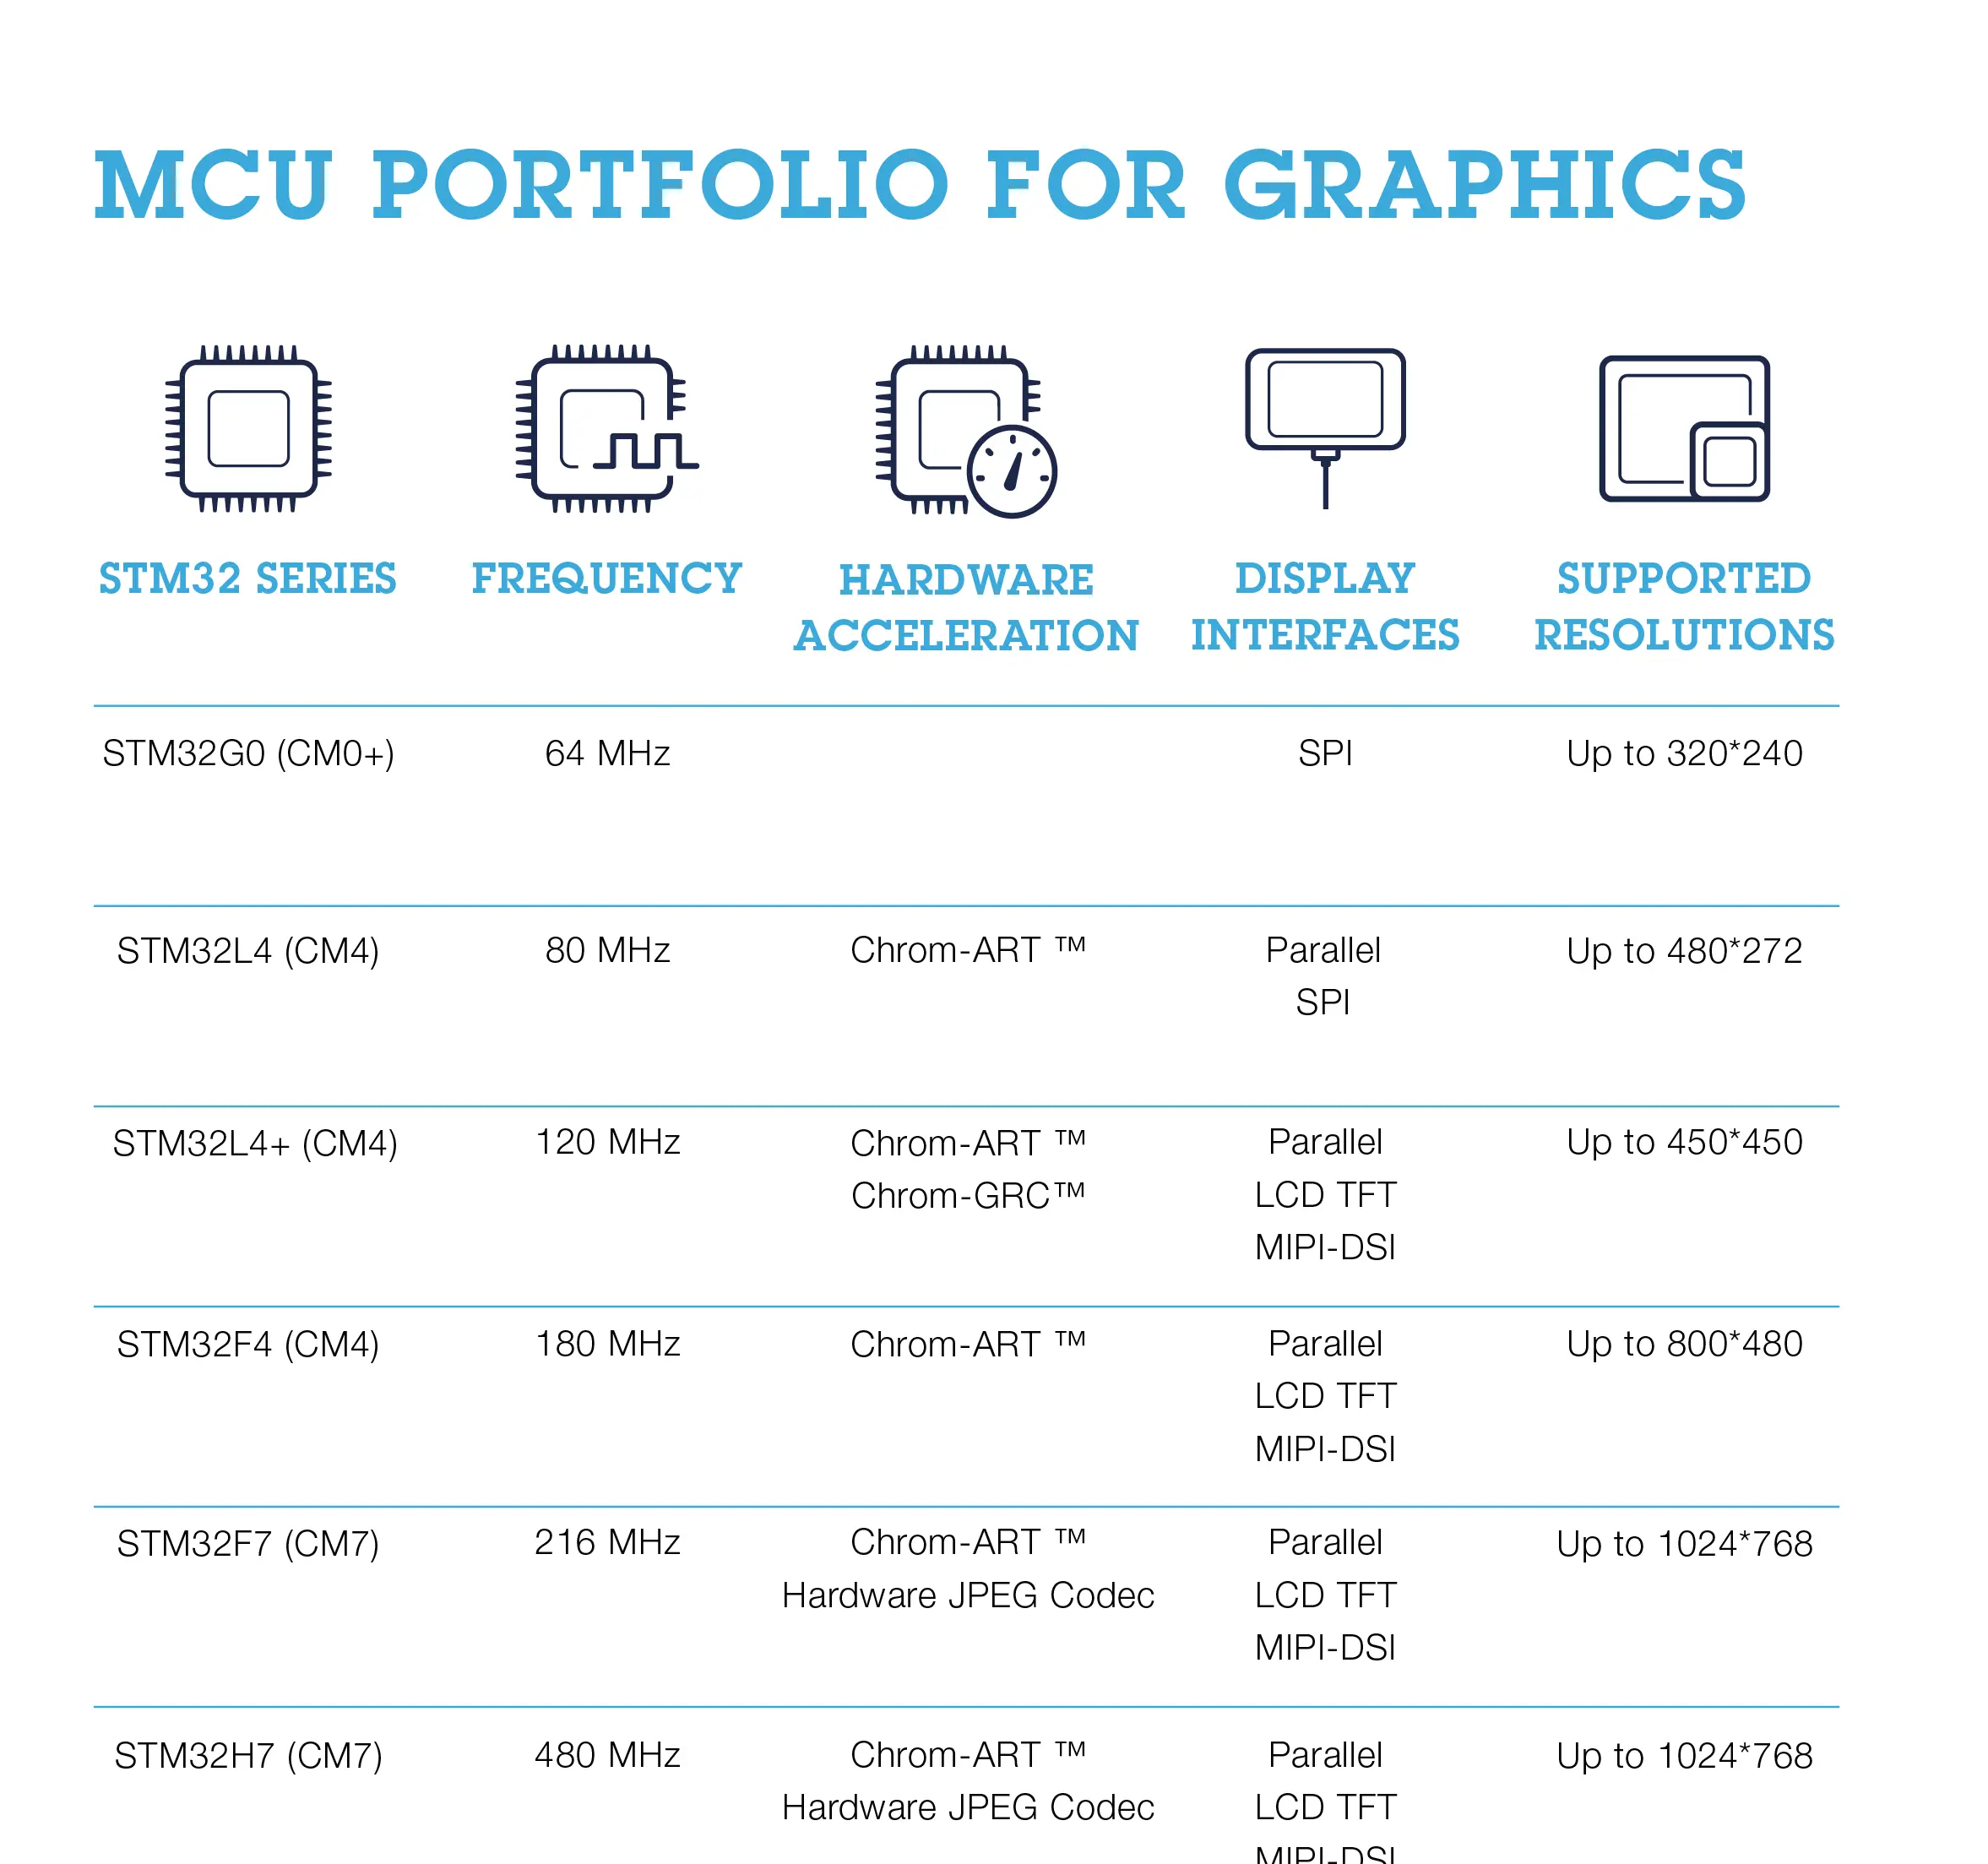 MCU PORTFOLIO FOR GRAPHICS
STM32 SERIES FREQUENCY HARDWARE ACCELERATION DISPLAY INTERFACES SUPPORTED RESOLUTIONS
STM32G0 (CM0+) 64 MHz SPI Up to 320*240
STM32L4 (CM4) 80 MHz Chrom-ART ™ Parallel Up to 480*272
SPI
STM32L4+ (CM4) 120 MHz Chrom-ART ™ Parallel Up to 450*450
Chrom-GRC™ LCD TFT
MIPI-DSI
STM32F4 (CM4) 180 MHz Chrom-ART ™ Parallel Up to 800*480
LCD TFT
MIPI-DSI
STM32F7 (CM7) 216 MHz Chrom-ART ™ Parallel Up to 1024*768
Hardware JPEG Codec LCD TFT
MIPI-DSI
STM32H7 (CM7) 480 MHz Chrom-ART ™ Parallel Up to 1024*768
Hardware JPEG Codec LCD TFT
MIPI-DSI